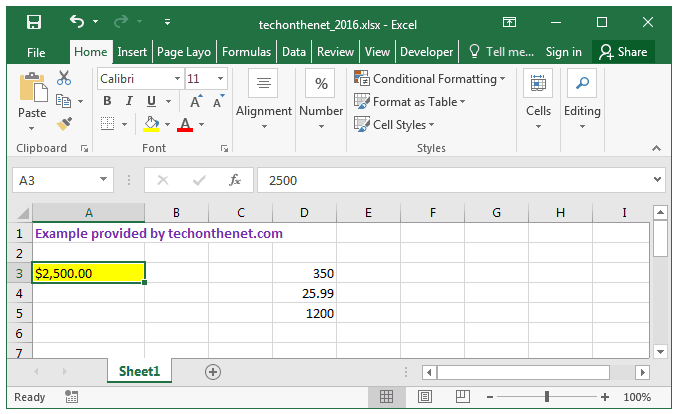 techonthenet_2016.xlsx - Excel
File Home Insert Page Layo Formulas Data Review View Developer Tell me... Sign in Share
Paste
Calibri 11
B I U A A
A
%
Alignment
Number
Conditional Formatting
Format as Table
Cell Styles
Cells
Editing
Clipboard Font Styles
A3 fx 2500
A B C D E F G H I
1 Example provided by techonthenet.com
2
3 $2,500.00 350
4 25.99
5 1200
6
7
Sheet1
Ready 100%